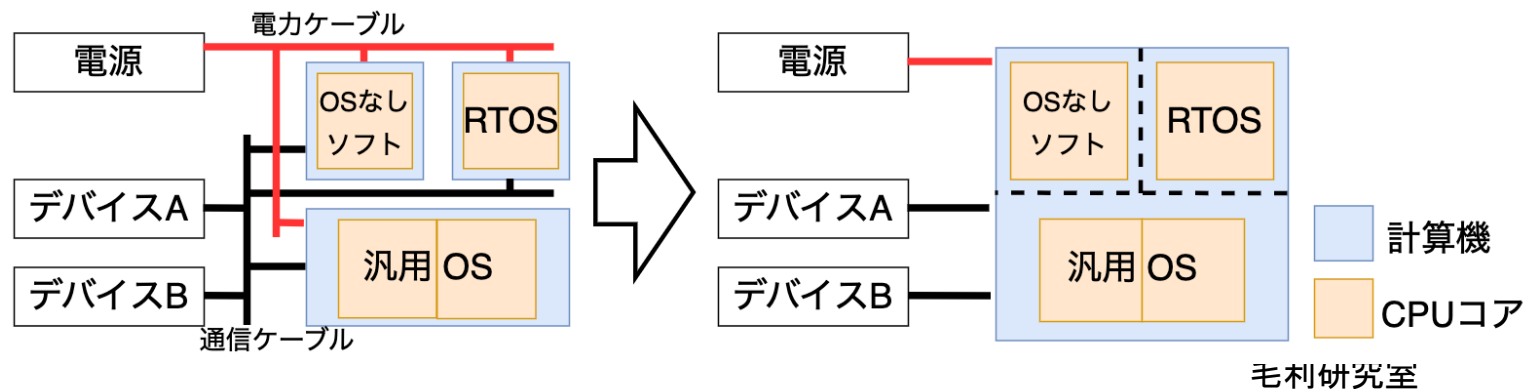 電力ケーブル
電源
OSなし
ソフト
RTOS
デバイスA
デバイスB
汎用 OS
通信ケーブル
電源
OSなし
ソフト
RTOS
デバイスA
デバイスB
汎用 OS
計算機
CPUコア
毛利研究室